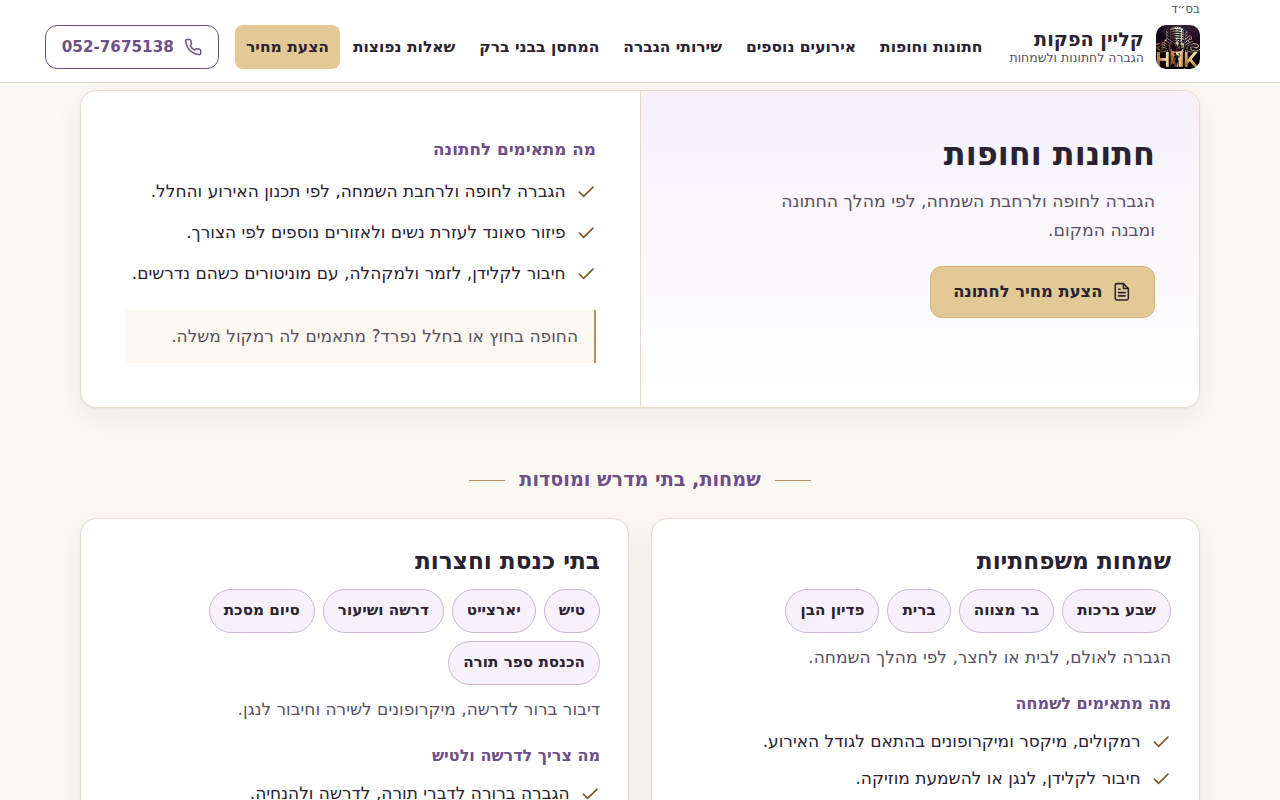 בס״ד
קליין הפקות
הגברה לחתונות ולשמחות
חתונות וחופות
אירועים נוספים
שירותי הגברה
המחסן בבני ברק
שאלות נפוצות
הצעת מחיר
052-7675138
חתונות וחופות
הגברה לחופה ולרחבת השמחה, לפי מהלך החתונה
ומבנה המקום.
הצעת מחיר לחתונה
מה מתאימים לחתונה
הגברה לחופה ולרחבת השמחה, לפי תכנון האירוע והחלל.
פיזור סאונד לעזרת נשים ולאזורים נוספים לפי הצורך.
חיבור לקלידן, לזמר ולמקהלה, עם מוניטורים כשהם נדרשים.
החופה בחוץ או בחלל נפרד? מתאימים לה רמקול משלה.
שמחות, בתי מדרש ומוסדות
שמחות משפחתיות
שבע ברכות
בר מצווה
ברית
פדיון הבן
הגברה לאולם, לבית או לחצר, לפי מהלך השמחה.
מה מתאימים לשמחה
רמקולים, מיקסר ומיקרופונים בהתאם לגודל האירוע.
חיבור לקלידן, לנגן או להשמעת מוזיקה.
בתי כנסת וחצרות
טיש
יארצייט
דרשה ושיעור
סיום מסכת
הכנסת ספר תורה
דיבור ברור לדרשה, מיקרופונים לשירה וחיבור לנגן.
מה צריך לדרשה ולטיש
הגברה ברורה לדברי תורה, לדרשה ולהנחיה.